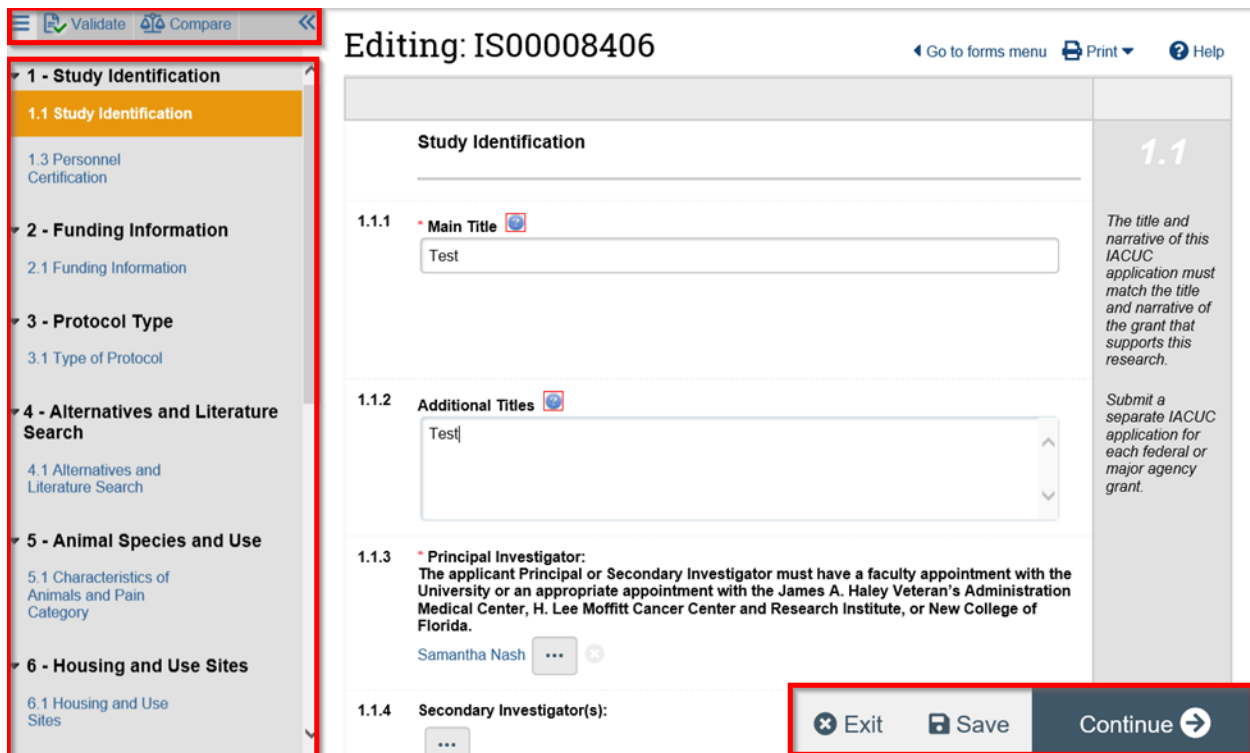 Validate Compare
1 - Study Identification
1.1 Study Identification
1.3 Personnel
Certification
2 - Funding Information
2.1 Funding Information
3 - Protocol Type
3.1 Type of Protocol
4 - Alternatives and Literature
Search
4.1 Alternatives and
Literature Search
5 - Animal Species and Use
5.1 Characteristics of
Animals and Pain
Category
6 - Housing and Use Sites
6.1 Housing and Use
Sites
Editing: IS00008406
Go to forms menu Print Help
Study Identification
1.1.1 * Main Title ?
Test
1.1.2 Additional Titles ?
Test
1.1.3 * Principal Investigator:
The applicant Principal or Secondary Investigator must have a faculty appointment with the
University or an appropriate appointment with the James A. Haley Veteran's Administration
Medical Center, H. Lee Moffitt Cancer Center and Research Institute, or New College of
Florida.
Samantha Nash ...
1.1.4 Secondary Investigator(s):
...
1.1
The title and
narrative of this
IACUC
application must
match the title
and narrative of
the grant that
supports this
research.
Submit a
separate IACUC
application for
each federal or
major agency
grant.
Exit Save Continue